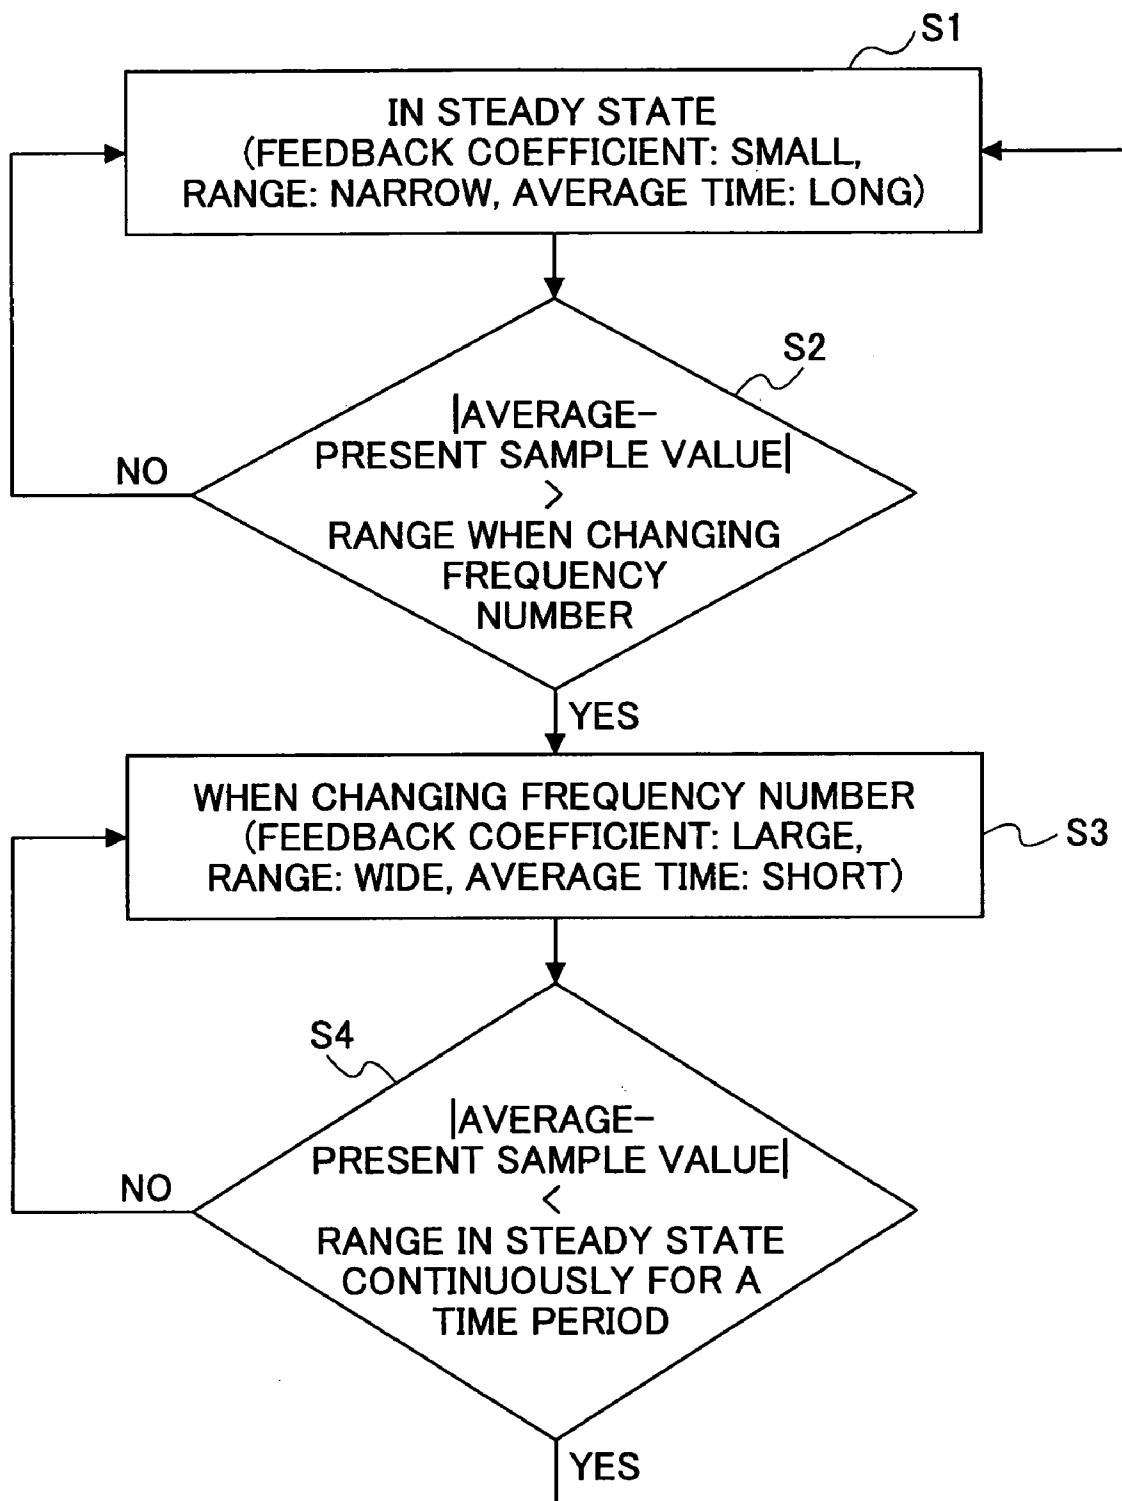 S1
IN STEADY STATE
(FEEDBACK COEFFICIENT: SMALL,
RANGE: NARROW, AVERAGE TIME: LONG)
S2
|AVERAGE-
PRESENT SAMPLE VALUE|
>
RANGE WHEN CHANGING
FREQUENCY
NUMBER
NO
YES
WHEN CHANGING FREQUENCY NUMBER
(FEEDBACK COEFFICIENT: LARGE,
RANGE: WIDE, AVERAGE TIME: SHORT)
S3
S4
|AVERAGE-
PRESENT SAMPLE VALUE|
<
RANGE IN STEADY STATE
CONTINUOUSLY FOR A
TIME PERIOD
NO
YES